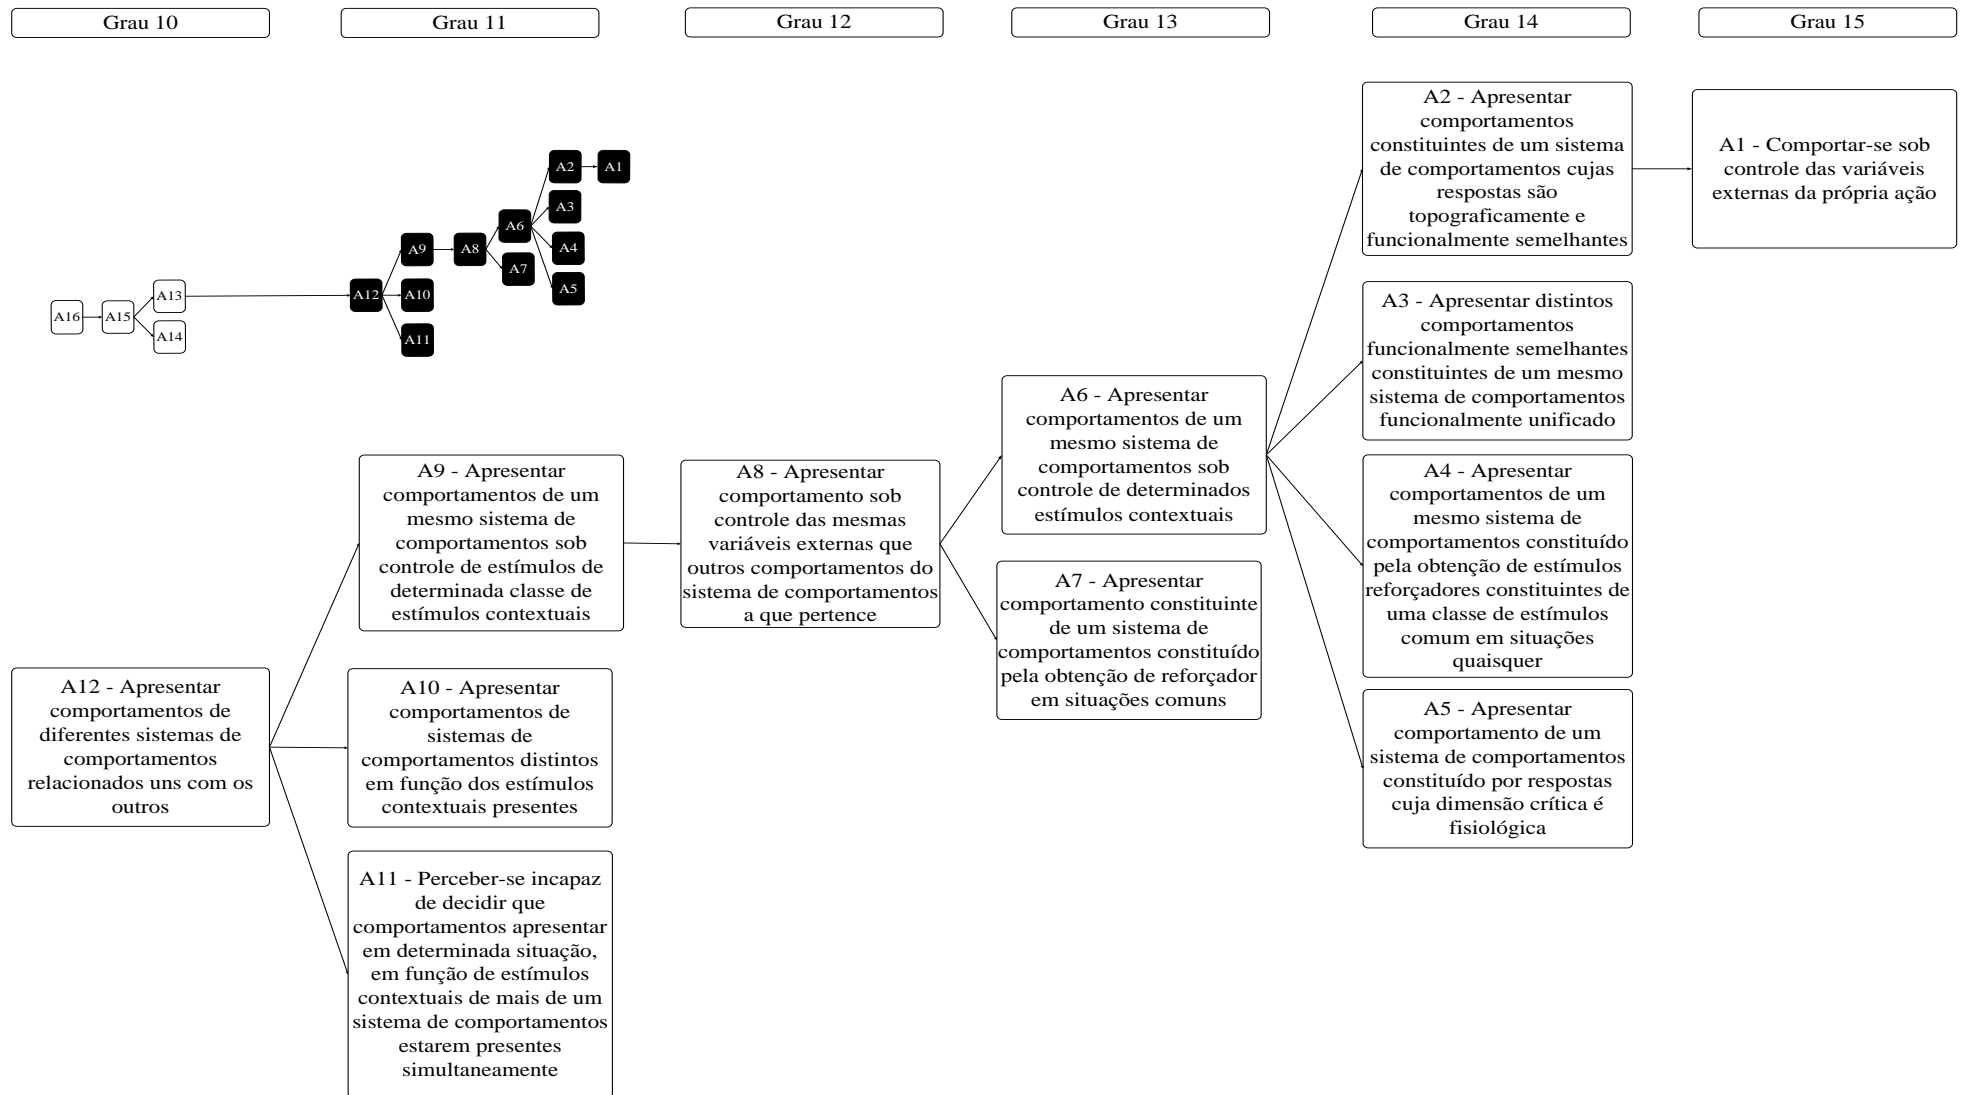 Grau 10
Grau 11
Grau 12
Grau 13
Grau 14
Grau 15
A16
A15
A13
A14
A12
A9
A10
A11
A8
A6
A7
A2
A1
A3
A4
A5
A12 - Apresentar
comportamentos de
diferentes sistemas de
comportamentos
relacionados uns com os
outros
A9 - Apresentar
comportamentos de um
mesmo sistema de
comportamentos sob
controle de estímulos de
determinada classe de
estímulos contextuais
A10 - Apresentar
comportamentos de
sistemas de
comportamentos distintos
em função dos estímulos
contextuais presentes
A11 - Perceber-se incapaz
de decidir que
comportamentos apresentar
em determinada situação,
em função de estímulos
contextuais de mais de um
sistema de comportamentos
estarem presentes
simultaneamente
A8 - Apresentar
comportamento sob
controle das mesmas
variáveis externas que
outros comportamentos do
sistema de comportamentos
a que pertence
A6 - Apresentar
comportamentos de um
mesmo sistema de
comportamentos sob
controle de determinados
estímulos contextuais
A7 - Apresentar
comportamento constituinte
de um sistema de
comportamentos constituído
pela obtenção de reforçador
em situações comuns
A2 - Apresentar
comportamentos
constituintes de um sistema
de comportamentos cujas
respostas são
topograficamente e
funcionalmente semelhantes
A3 - Apresentar distintos
comportamentos
funcionalmente semelhantes
constituintes de um mesmo
sistema de comportamentos
funcionalmente unificado
A4 - Apresentar
comportamentos de um
mesmo sistema de
comportamentos constituído
pela obtenção de estímulos
reforçadores constituintes de
uma classe de estímulos
comum em situações
quaisquer
A5 - Apresentar
comportamento de um
sistema de comportamentos
constituído por respostas
cuja dimensão crítica é
fisiológica
A1 - Comportar-se sob
controle das variáveis
externas da própria ação